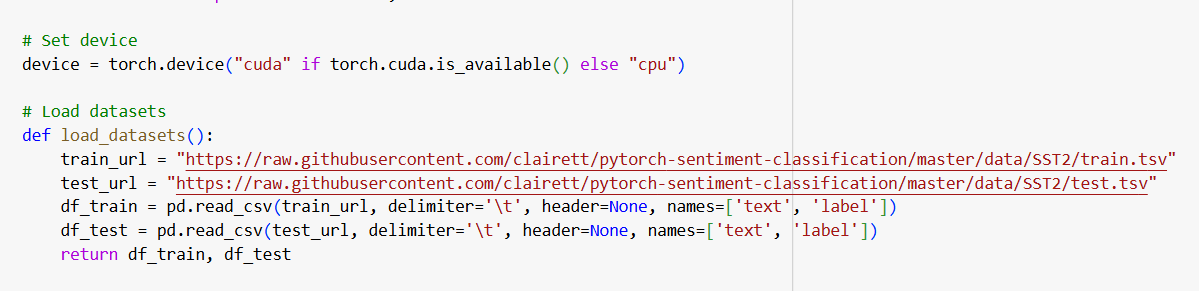 # Set device
device = torch.device("cuda" if torch.cuda.is_available() else "cpu")
# Load datasets
def load_datasets():
    train_url = "https://raw.githubusercontent.com/clairett/pytorch-sentiment-classification/master/data/SST2/train.tsv"
    test_url = "https://raw.githubusercontent.com/clairett/pytorch-sentiment-classification/master/data/SST2/test.tsv"
    df_train = pd.read_csv(train_url, delimiter='\t', header=None, names=['text', 'label'])
    df_test = pd.read_csv(test_url, delimiter='\t', header=None, names=['text', 'label'])
    return df_train, df_test